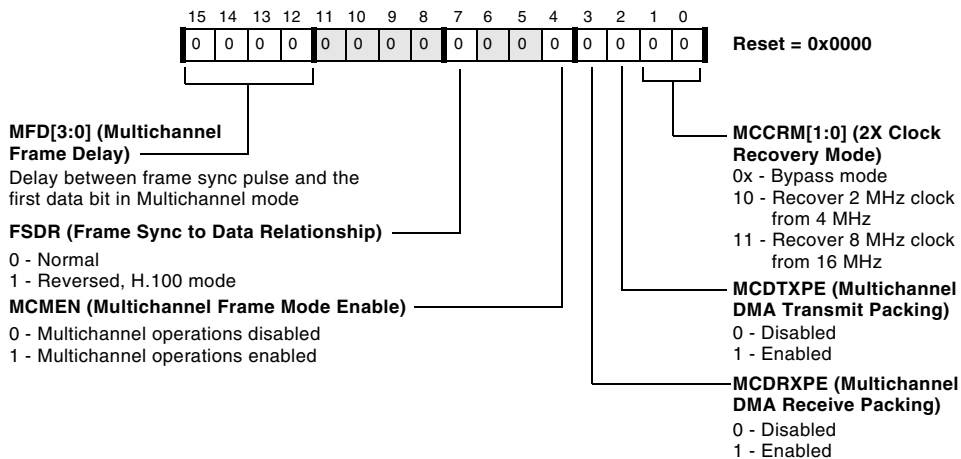 15 14 13 12 11 10 9 8 7 6 5 4 3 2 1 0
0 0 0 0 0 0 0 0 0 0 0 0 0 0 0 0
Reset = 0x0000
MFD[3:0] (Multichannel
Frame Delay)
Delay between frame sync pulse and the
first data bit in Multichannel mode
FSDR (Frame Sync to Data Relationship)
0 - Normal
1 - Reversed, H.100 mode
MCMEN (Multichannel Frame Mode Enable)
0 - Multichannel operations disabled
1 - Multichannel operations enabled
MCCRM[1:0] (2X Clock
Recovery Mode)
0x - Bypass mode
10 - Recover 2 MHz clock
from 4 MHz
11 - Recover 8 MHz clock
from 16 MHz
MCDTXPE (Multichannel
DMA Transmit Packing)
0 - Disabled
1 - Enabled
MCDRXPE (Multichannel
DMA Receive Packing)
0 - Disabled
1 - Enabled